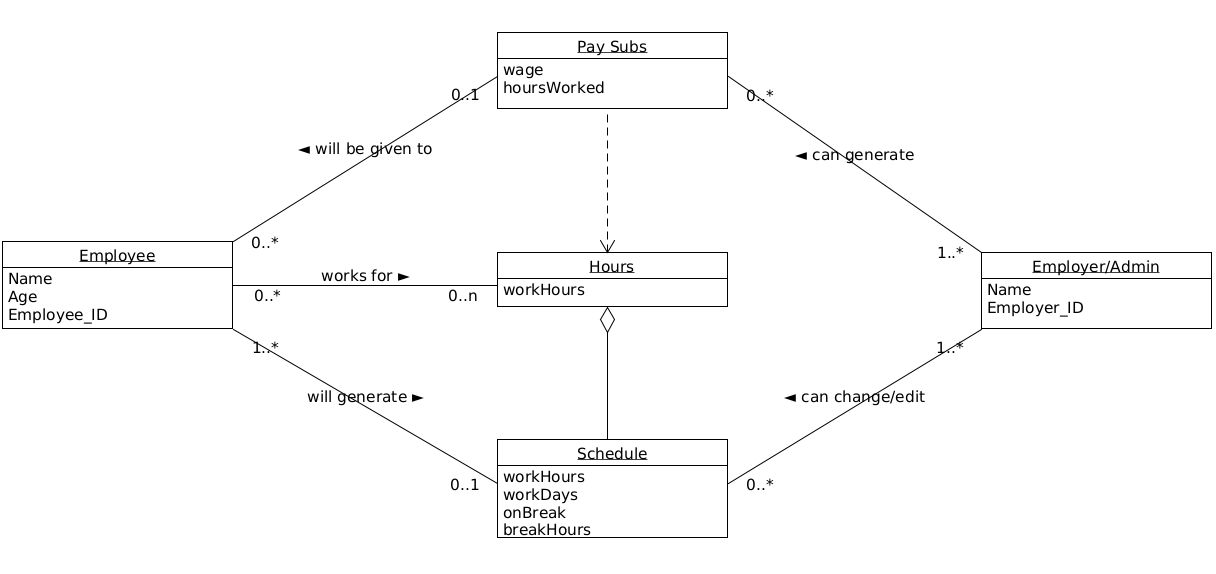 Pay Subs
wage
hoursWorked
0..1
0..*
◄ will be given to
◄ can generate
0..*
1..*
Employee
Name
Age
Employee_ID
works for ►
0..*
0..n
Hours
workHours
Employer/Admin
Name
Employer_ID
1..*
1..*
will generate ►
◄ can change/edit
0..1
0..*
Schedule
workHours
workDays
onBreak
breakHours